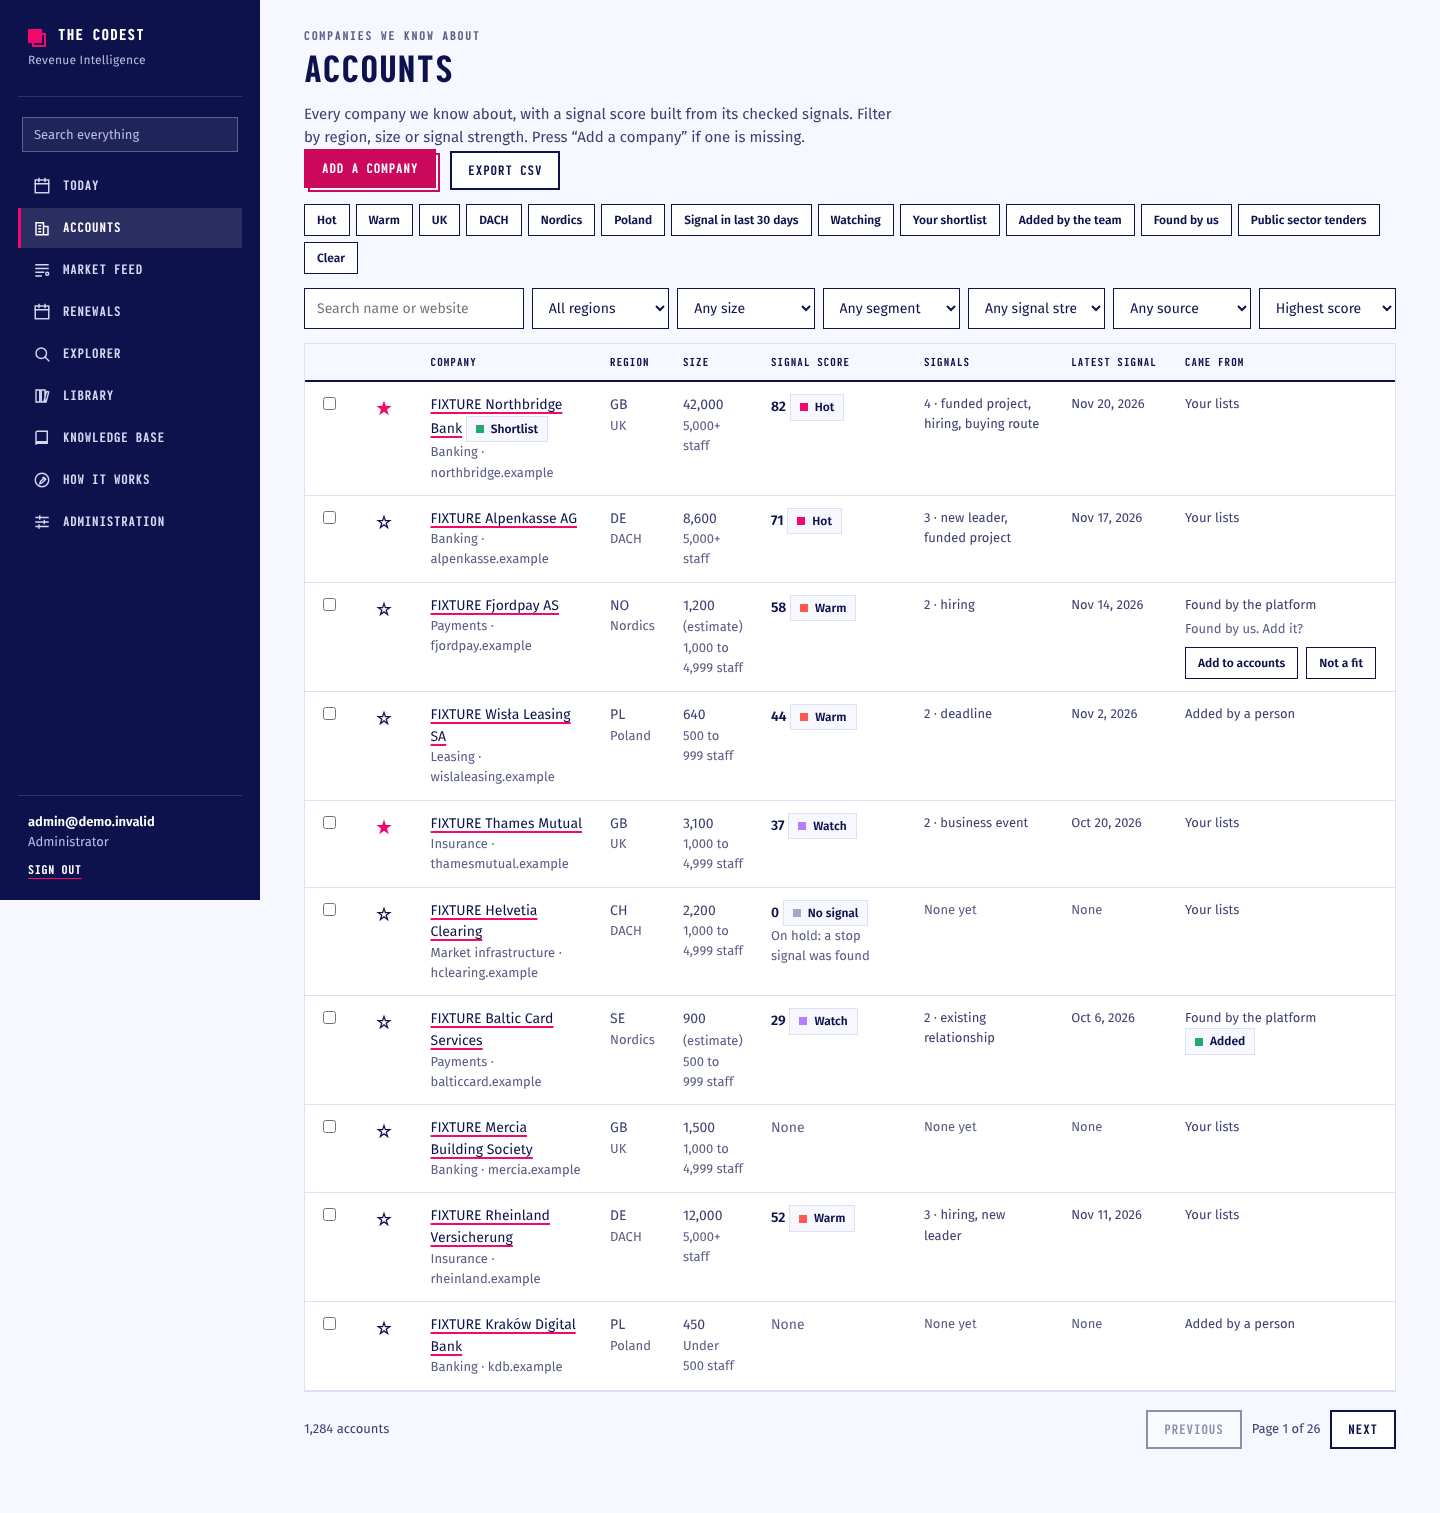 THE CODEST
Revenue Intelligence
Search everything
TODAY
ACCOUNTS
MARKET FEED
RENEWALS
EXPLORER
LIBRARY
KNOWLEDGE BASE
HOW IT WORKS
ADMINISTRATION
admin@demo.invalid
Administrator
SIGN OUT
COMPANIES WE KNOW ABOUT
ACCOUNTS
Every company we know about, with a signal score built from its checked signals. Filter
by region, size or signal strength. Press “Add a company” if one is missing.
ADD A COMPANY EXPORT CSV
Hot Warm UK DACH Nordics Poland Signal in last 30 days Watching Your shortlist Added by the team Found by us Public sector tenders
Clear
Search name or website All regions Any size Any segment Any signal stre Any source Highest score
COMPANY REGION SIZE SIGNAL SCORE SIGNALS LATEST SIGNAL CAME FROM
FIXTURE Northbridge GB 42,000 82 Hot 4 · funded project, Nov 20, 2026 Your lists
Bank Shortlist UK 5,000+ hiring, buying route
Banking · staff
northbridge.example
FIXTURE Alpenkasse AG DE 8,600 71 Hot 3 · new leader, Nov 17, 2026 Your lists
Banking · DACH 5,000+ funded project
alpenkasse.example staff
FIXTURE Fjordpay AS NO 1,200 58 Warm 2 · hiring Nov 14, 2026 Found by the platform
Payments · Nordics (estimate) Found by us. Add it?
fjordpay.example 1,000 to
4,999 staff Add to accounts Not a fit
FIXTURE Wisła Leasing PL 640 44 Warm 2 · deadline Nov 2, 2026 Added by a person
SA Poland 500 to
Leasing · 999 staff
wislaleasing.example
FIXTURE Thames Mutual GB 3,100 37 Watch 2 · business event Oct 20, 2026 Your lists
Insurance · UK 1,000 to
thamesmutual.example 4,999 staff
FIXTURE Helvetia CH 2,200 0 No signal None yet None Your lists
Clearing DACH 1,000 to On hold: a stop
Market infrastructure · 4,999 staff signal was found
hclearing.example
FIXTURE Baltic Card SE 900 29 Watch 2 · existing Oct 6, 2026 Found by the platform
Services Nordics (estimate) relationship Added
Payments · 500 to
balticcard.example 999 staff
FIXTURE Mercia GB 1,500 None None yet None Your lists
Building Society UK 1,000 to
Banking · mercia.example 4,999 staff
FIXTURE Rheinland DE 12,000 52 Warm 3 · hiring, new Nov 11, 2026 Your lists
Versicherung DACH 5,000+ leader
Insurance · staff
rheinland.example
FIXTURE Kraków Digital PL 450 None None yet None Added by a person
Bank Poland Under
Banking · kdb.example 500 staff
1,284 accounts PREVIOUS Page 1 of 26 NEXT